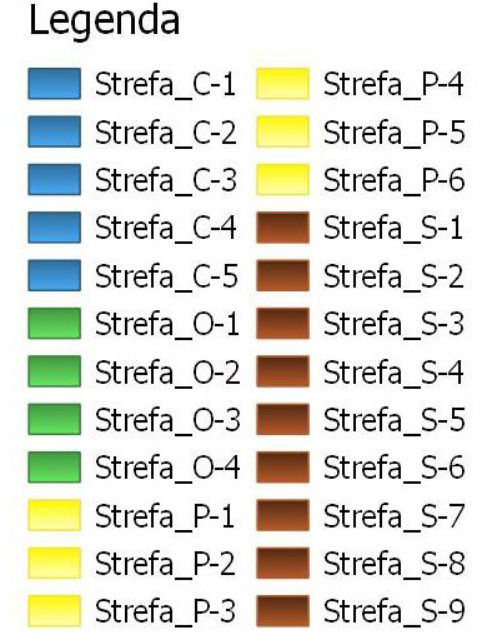 Legenda
Strefa_C-1
Strefa_C-2
Strefa_C-3
Strefa_C-4
Strefa_C-5
Strefa_O-1
Strefa_O-2
Strefa_O-3
Strefa_O-4
Strefa_P-1
Strefa_P-2
Strefa_P-3
Strefa_P-4
Strefa_P-5
Strefa_P-6
Strefa_S-1
Strefa_S-2
Strefa_S-3
Strefa_S-4
Strefa_S-5
Strefa_S-6
Strefa_S-7
Strefa_S-8
Strefa_S-9